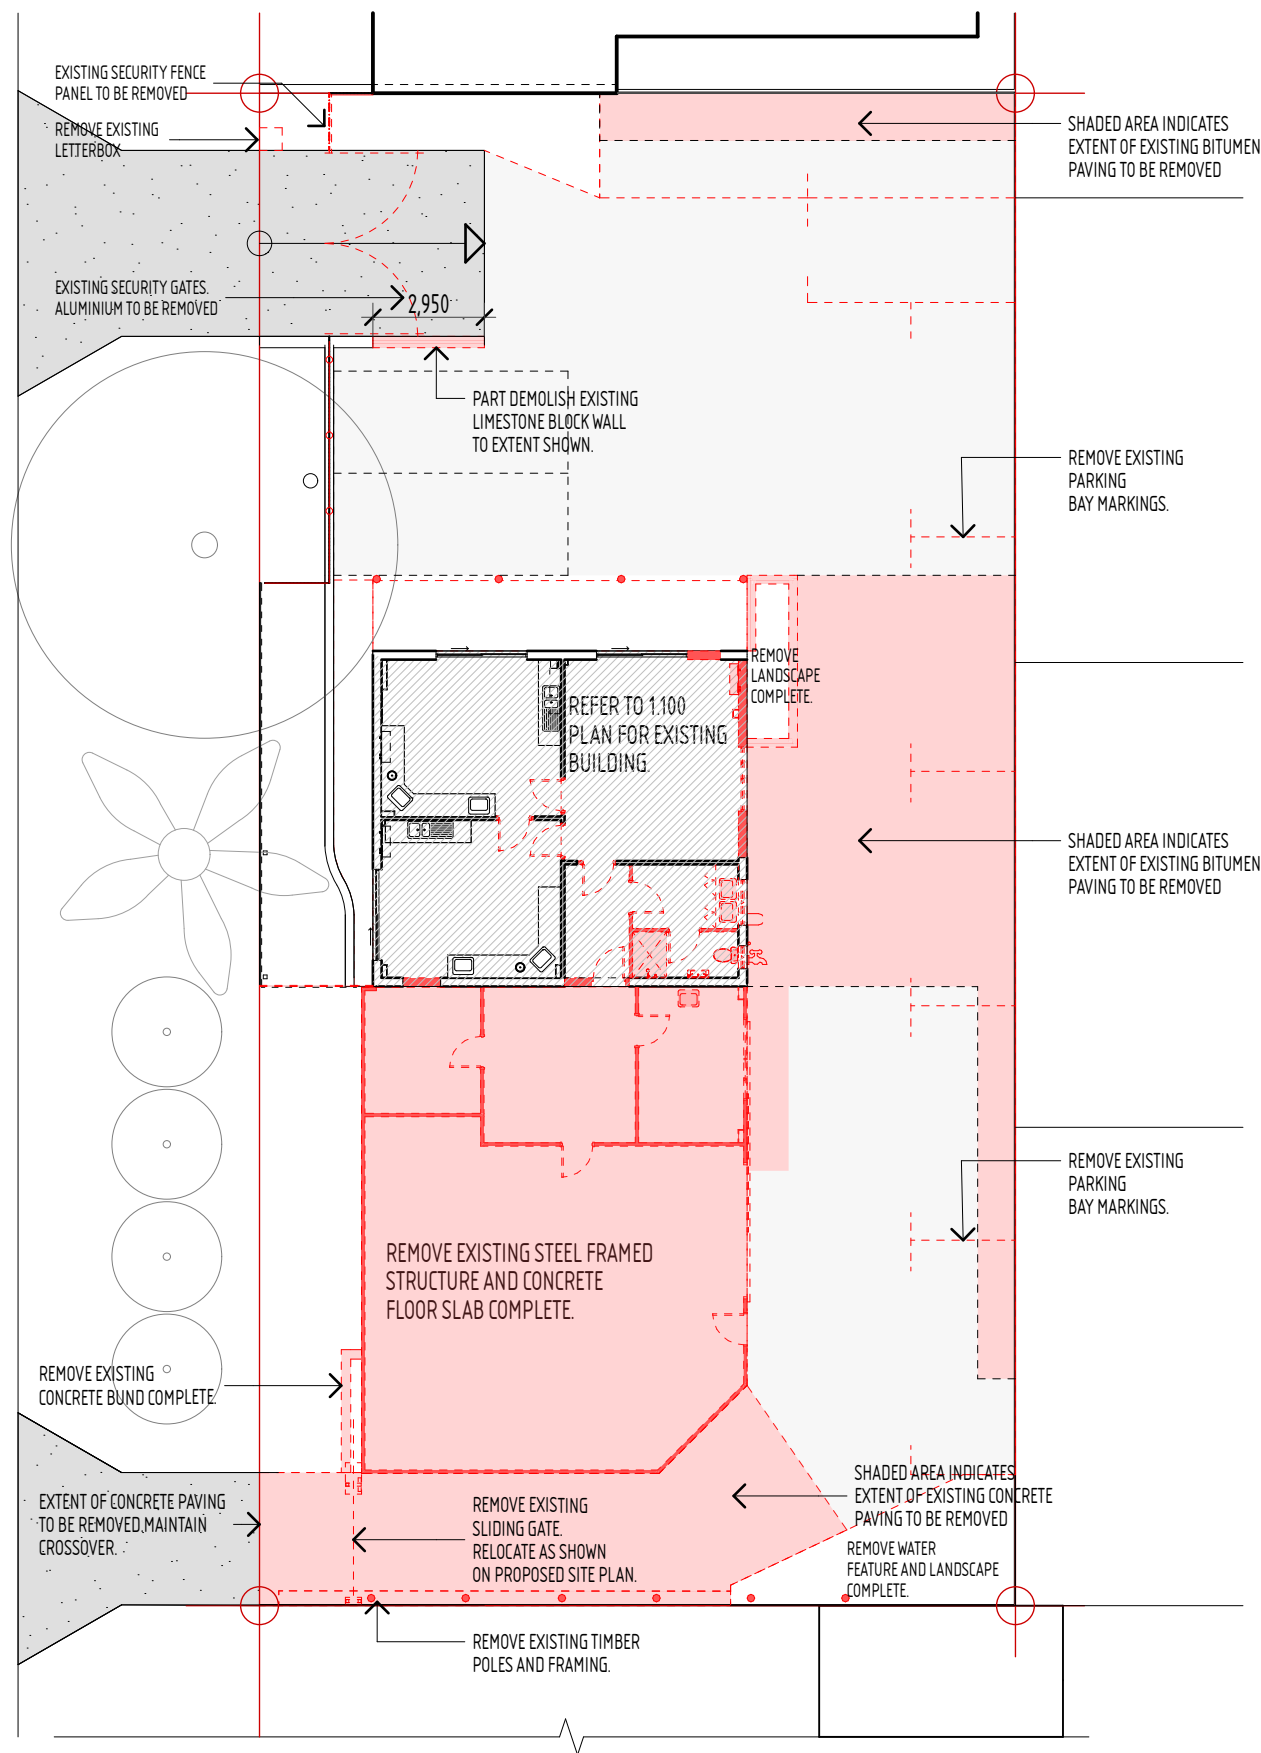 EXISTING SECURITY FENCE
PANEL TO BE REMOVED
REMOVE EXISTING
LETTERBOX
SHADED AREA INDICATES
EXTENT OF EXISTING BITUMEN
PAVING TO BE REMOVED
EXISTING SECURITY GATES.
ALUMINIUM TO BE REMOVED
2,950
PART DEMOLISH EXISTING
LIMESTONE BLOCK WALL
TO EXTENT SHOWN.
REMOVE EXISTING
PARKING
BAY MARKINGS.
REMOVE
LANDSCAPE
COMPLETE.
REFER TO 1.100
PLAN FOR EXISTING
BUILDING.
SHADED AREA INDICATES
EXTENT OF EXISTING BITUMEN
PAVING TO BE REMOVED
REMOVE EXISTING
PARKING
BAY MARKINGS.
REMOVE EXISTING STEEL FRAMED
STRUCTURE AND CONCRETE
FLOOR SLAB COMPLETE.
REMOVE EXISTING
CONCRETE BUND COMPLETE.
EXTENT OF CONCRETE PAVING
TO BE REMOVED,MAINTAIN
CROSSOVER.
REMOVE EXISTING
SLIDING GATE.
RELOCATE AS SHOWN
ON PROPOSED SITE PLAN.
SHADED AREA INDICATES
EXTENT OF EXISTING CONCRETE
PAVING TO BE REMOVED
REMOVE WATER
FEATURE AND LANDSCAPE
COMPLETE.
REMOVE EXISTING TIMBER
POLES AND FRAMING.